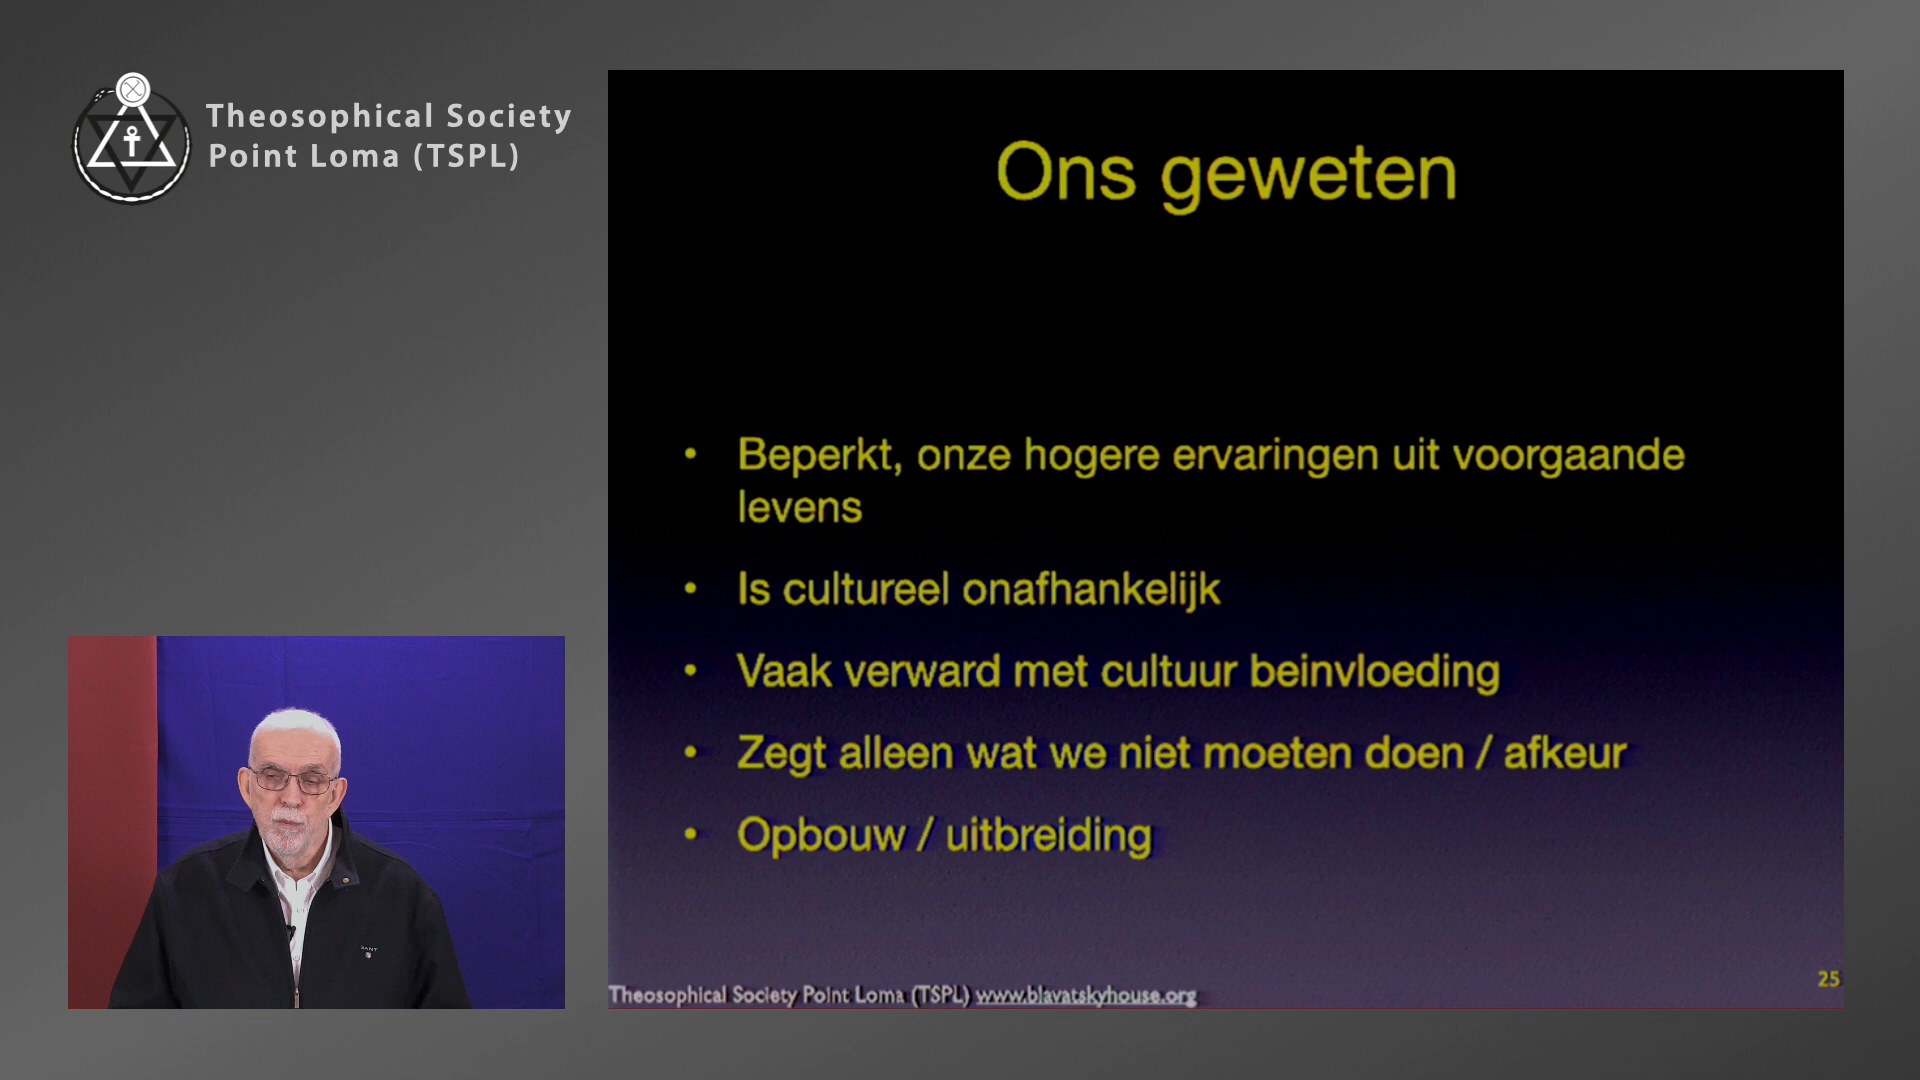 Theosophical Society
Point Loma (TSPL)
Ons geweten
• Beperkt, onze hogere ervaringen uit voorgaande
levens
• Is cultureel onafhankelijk
• Vaak verward met cultuur beinvloeding
• Zegt alleen wat we niet moeten doen / afkeur
• Opbouw / uitbreiding
GANT
Theosophical Society Point Loma (TSPL) www.blavatskyhouse.org
25